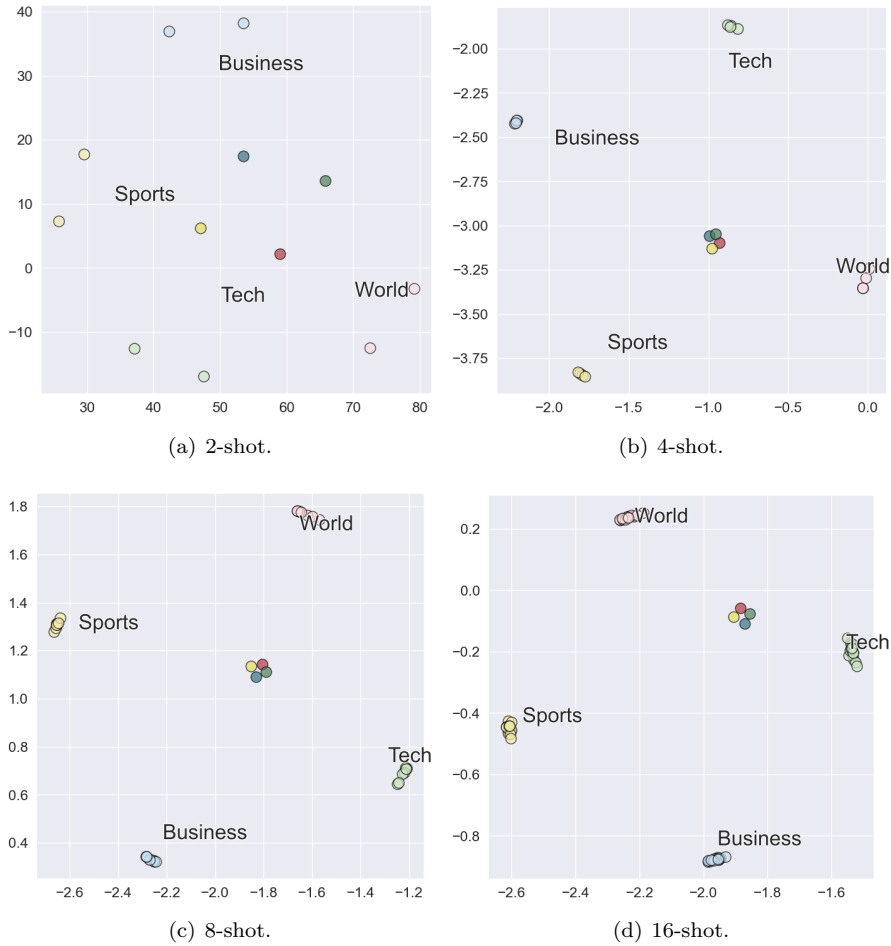 40
30
20
10
0
−10
30 40 50 60 70 80
Business
Sports
Tech
World
(a) 2-shot.
−2.00
−2.25
−2.50
−2.75
−3.00
−3.25
−3.50
−3.75
−2.0 −1.5 −1.0 −0.5 0.0
Tech
Business
World
Sports
(b) 4-shot.
1.8
1.6
1.4
1.2
1.0
0.8
0.6
0.4
−2.6 −2.4 −2.2 −2.0 −1.8 −1.6 −1.4 −1.2
World
Sports
Tech
Business
(c) 8-shot.
0.2
0.0
−0.2
−0.4
−0.6
−0.8
−2.6 −2.4 −2.2 −2.0 −1.8 −1.6
World
Tech
Sports
Business
(d) 16-shot.